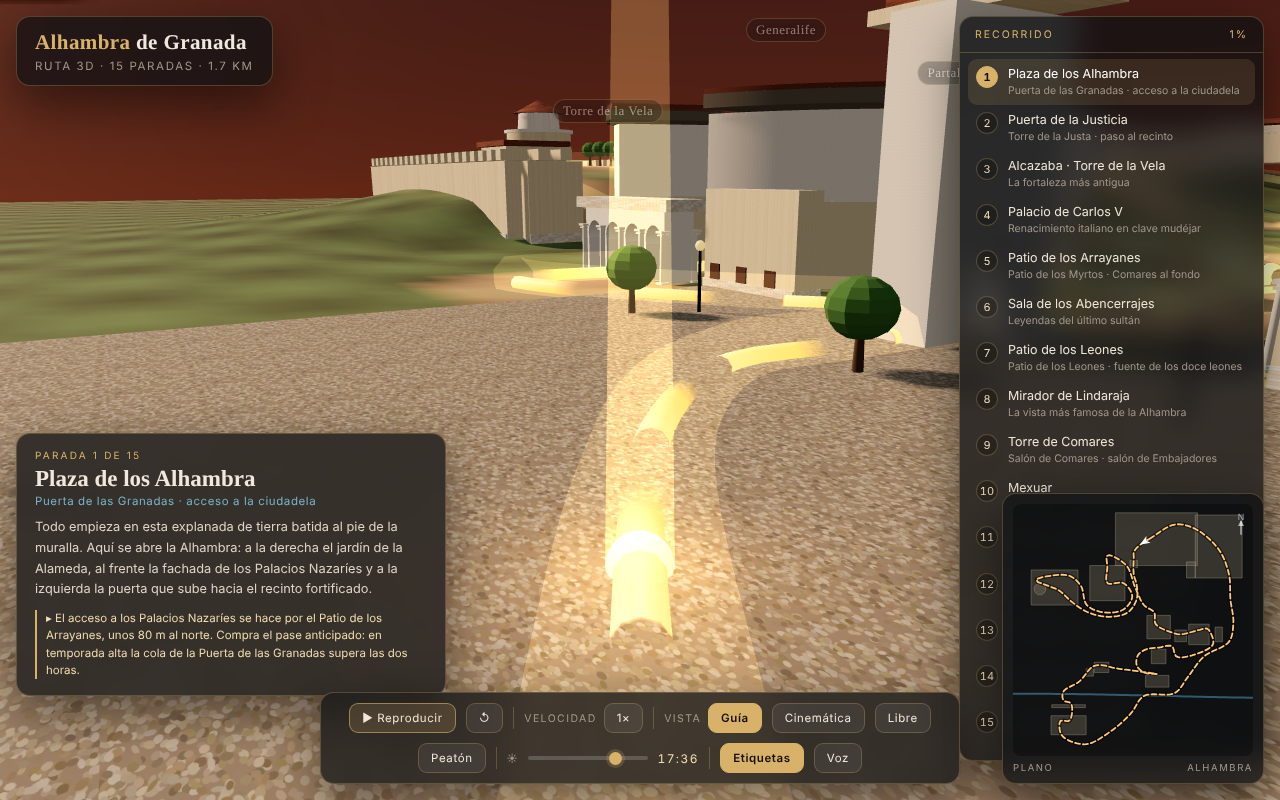 Alhambra de Granada
RUTA 3D · 15 PARADAS · 1.7 KM
Generalife
Torre de la Vela
Partal
RECORRIDO 1%
1 Plaza de los Alhambra
Puerta de las Granadas · acceso a la ciudadela
2 Puerta de la Justicia
Torre de la Justa · paso al recinto
3 Alcazaba · Torre de la Vela
La fortaleza más antigua
4 Palacio de Carlos V
Renacimiento italiano en clave mudéjar
5 Patio de los Arrayanes
Patio de los Myrtos · Comares al fondo
6 Sala de los Abencerrajes
Leyendas del último sultán
7 Patio de los Leones
Patio de los Leones · fuente de los doce leones
8 Mirador de Lindaraja
La vista más famosa de la Alhambra
9 Torre de Comares
Salón de Comares · salón de Embajadores
10 Mexuar
11
12
13
14
15
PARADA 1 DE 15
Plaza de los Alhambra
Puerta de las Granadas · acceso a la ciudadela
Todo empieza en esta explanada de tierra batida al pie de la
muralla. Aquí se abre la Alhambra: a la derecha el jardín de la
Alameda, al frente la fachada de los Palacios Nazaríes y a la
izquierda la puerta que sube hacia el recinto fortificado.
▸ El acceso a los Palacios Nazaríes se hace por el Patio de los
Arrayanes, unos 80 m al norte. Compra el pase anticipado: en
temporada alta la cola de la Puerta de las Granadas supera las dos
horas.
▶ Reproducir ↺ VELOCIDAD 1× VISTA Guía Cinemática Libre
Peatón ☀ 17:36 Etiquetas Voz
N
PLANO ALHAMBRA